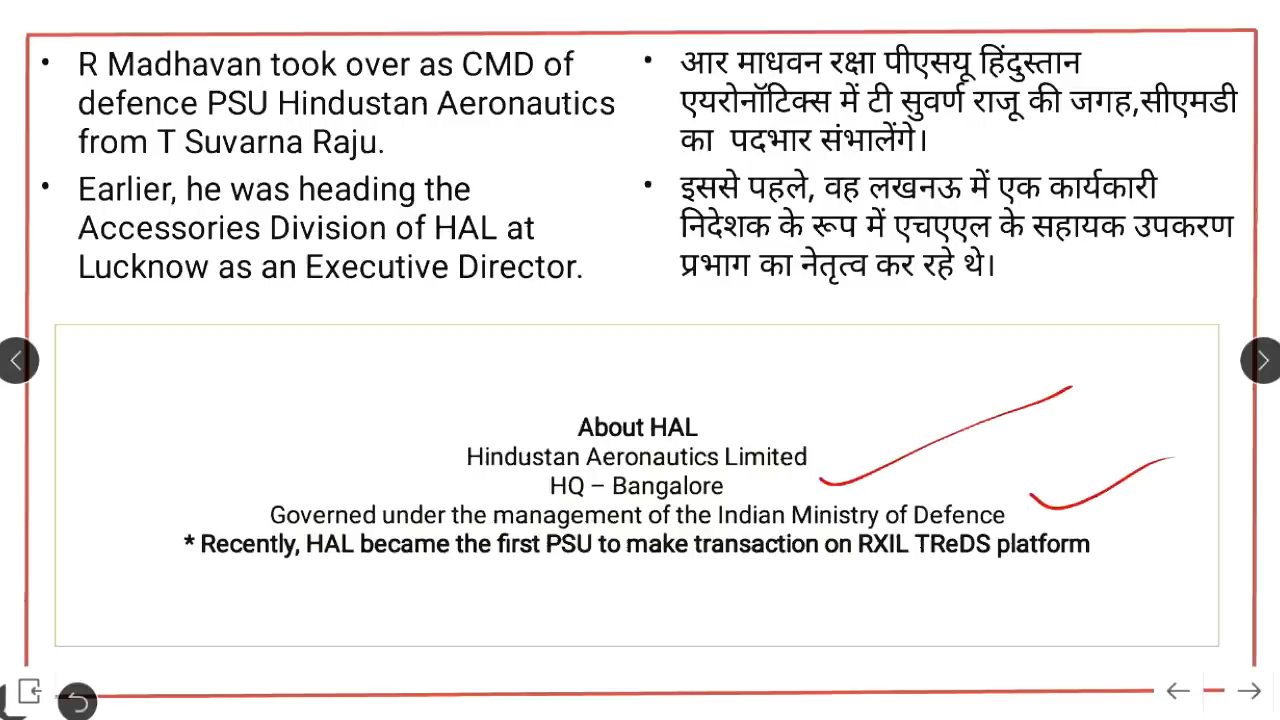 • R Madhavan took over as CMD of
defence PSU Hindustan Aeronautics
from T Suvarna Raju.
• Earlier, he was heading the
Accessories Division of HAL at
Lucknow as an Executive Director.
• आर माधवन रक्षा पीएसयू हिंदुस्तान
एयरोनॉटिक्स में टी सुवर्ण राजू की जगह,सीएमडी
का पदभार संभालेंगे।
• इससे पहले, वह लखनऊ में एक कार्यकारी
निदेशक के रूप में एचएएल के सहायक उपकरण
प्रभाग का नेतृत्व कर रहे थे।
About HAL
Hindustan Aeronautics Limited
HQ – Bangalore
Governed under the management of the Indian Ministry of Defence
* Recently, HAL became the first PSU to make transaction on RXIL TReDS platform